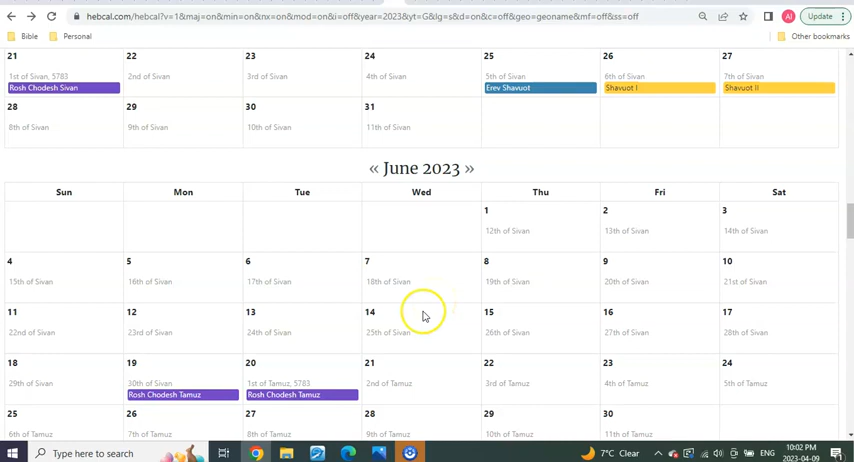 hebcal.com/hebcal?v=1&maj=on&min=on&nx=on&mod=on&i=off&year=2023&yt=G&lg=s&d=on&c=off&geo=geoname&mf=off&ss=off
AI
Update
Bible
Personal
Other bookmarks
21 22 23 24 25 26 27
1st of Sivan, 5783 2nd of Sivan 3rd of Sivan 4th of Sivan 5th of Sivan 6th of Sivan 7th of Sivan
Rosh Chodesh Sivan Erev Shavuot Shavuot I Shavuot II
28 29 30 31
8th of Sivan 9th of Sivan 10th of Sivan 11th of Sivan
« June 2023 »
Sun Mon Tue Wed Thu Fri Sat
1 2 3
12th of Sivan 13th of Sivan 14th of Sivan
4 5 6 7 8 9 10
15th of Sivan 16th of Sivan 17th of Sivan 18th of Sivan 19th of Sivan 20th of Sivan 21st of Sivan
11 12 13 14 15 16 17
22nd of Sivan 23rd of Sivan 24th of Sivan 25th of Sivan 26th of Sivan 27th of Sivan 28th of Sivan
18 19 20 21 22 23 24
29th of Sivan 30th of Sivan 1st of Tamuz, 5783 2nd of Tamuz 3rd of Tamuz 4th of Tamuz 5th of Tamuz
Rosh Chodesh Tamuz Rosh Chodesh Tamuz
25 26 27 28 29 30
6th of Tamuz 7th of Tamuz 8th of Tamuz 9th of Tamuz 10th of Tamuz 11th of Tamuz
Type here to search
7°C Clear
ENG
10:02 PM
2023-04-09